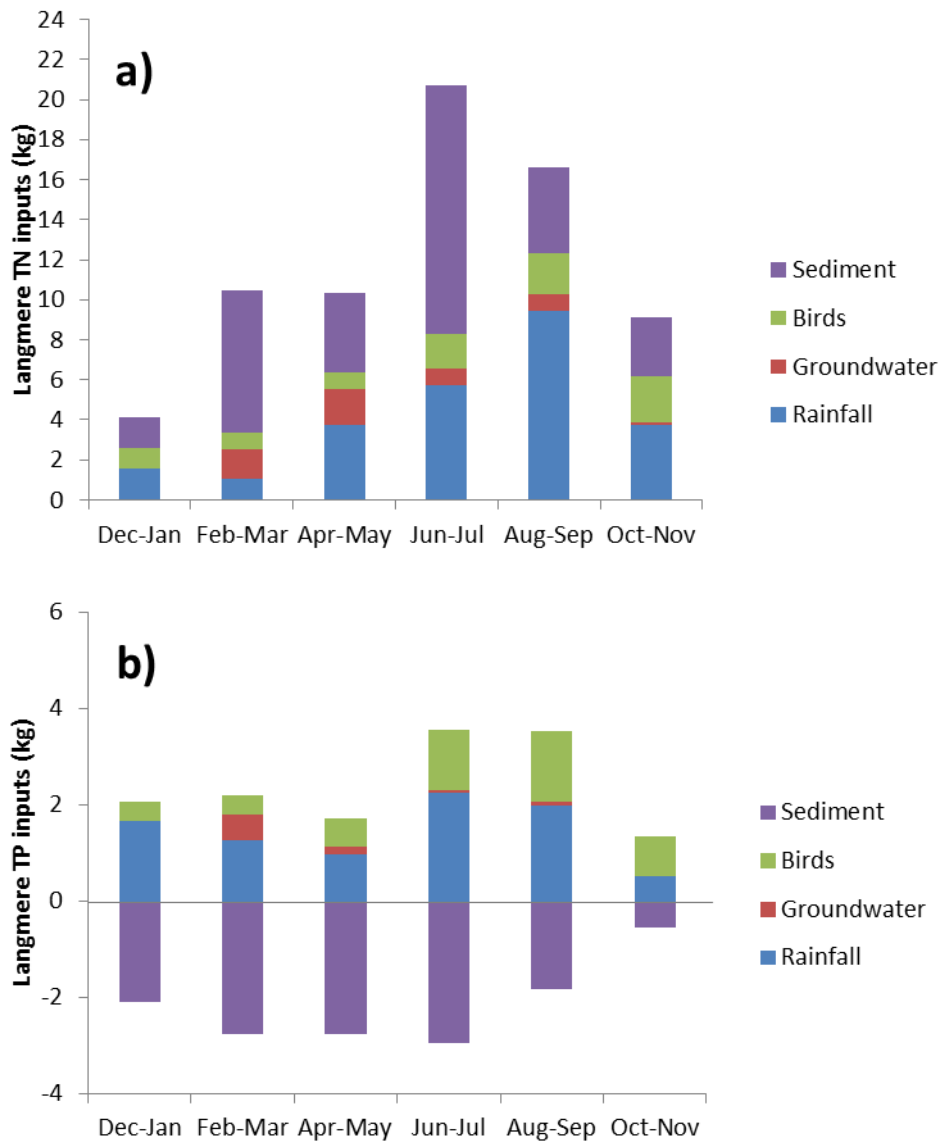 a)
Langmere TN inputs (kg)
24
22
20
18
16
14
12
10
8
6
4
2
0
Dec-Jan Feb-Mar Apr-May Jun-Jul Aug-Sep Oct-Nov
Sediment
Birds
Groundwater
Rainfall
b)
Langmere TP inputs (kg)
6
4
2
0
-2
-4
Dec-Jan Feb-Mar Apr-May Jun-Jul Aug-Sep Oct-Nov
Sediment
Birds
Groundwater
Rainfall